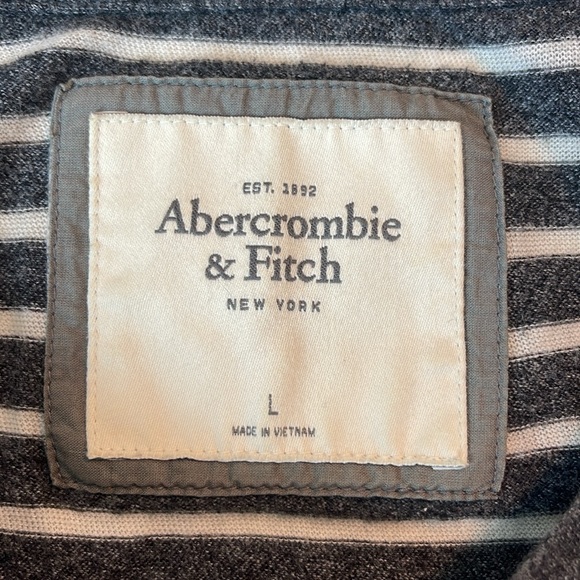 EST. 1892
Abercrombie
& Fitch
NEW YORK
L
MADE IN VIETNAM